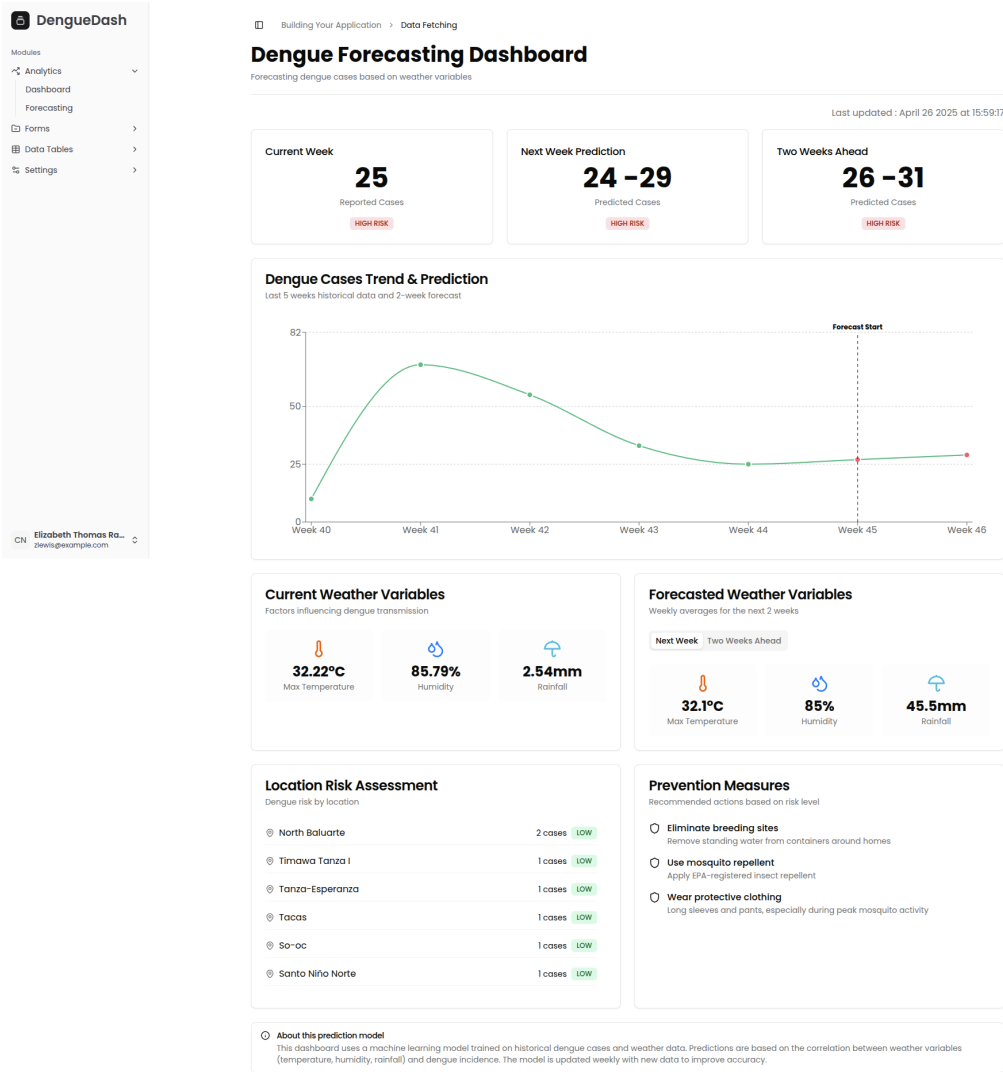 DengueDash
Modules
Analytics
Dashboard
Forecasting
Forms
Data Tables
Settings
CN
Elizabeth Thomas Ra...
zlewis@example.com
Building Your Application > Data Fetching
Dengue Forecasting Dashboard
Forecasting dengue cases based on weather variables
Last updated : April 26 2025 at 15:59:17
Current Week
25
Reported Cases
HIGH RISK
Next Week Prediction
24 -29
Predicted Cases
HIGH RISK
Two Weeks Ahead
26 -31
Predicted Cases
HIGH RISK
Dengue Cases Trend & Prediction
Last 5 weeks historical data and 2-week forecast
Forecast Start
82
50
25
0
Week 40 Week 41 Week 42 Week 43 Week 44 Week 45 Week 46
Current Weather Variables
Factors influencing dengue transmission
32.22°C 85.79% 2.54mm
Max Temperature Humidity Rainfall
Forecasted Weather Variables
Weekly averages for the next 2 weeks
Next Week Two Weeks Ahead
32.1°C 85% 45.5mm
Max Temperature Humidity Rainfall
Location Risk Assessment
Dengue risk by location
North Baluarte 2 cases LOW
Timawa Tanza I 1 cases LOW
Tanza-Esperanza 1 cases LOW
Tacas 1 cases LOW
So-oc 1 cases LOW
Santo Niño Norte 1 cases LOW
Prevention Measures
Recommended actions based on risk level
Eliminate breeding sites
Remove standing water from containers around homes
Use mosquito repellent
Apply EPA-registered insect repellent
Wear protective clothing
Long sleeves and pants, especially during peak mosquito activity
About this prediction model
This dashboard uses a machine learning model trained on historical dengue cases and weather data. Predictions are based on the correlation between weather variables
(temperature, humidity, rainfall) and dengue incidence. The model is updated weekly with new data to improve accuracy.